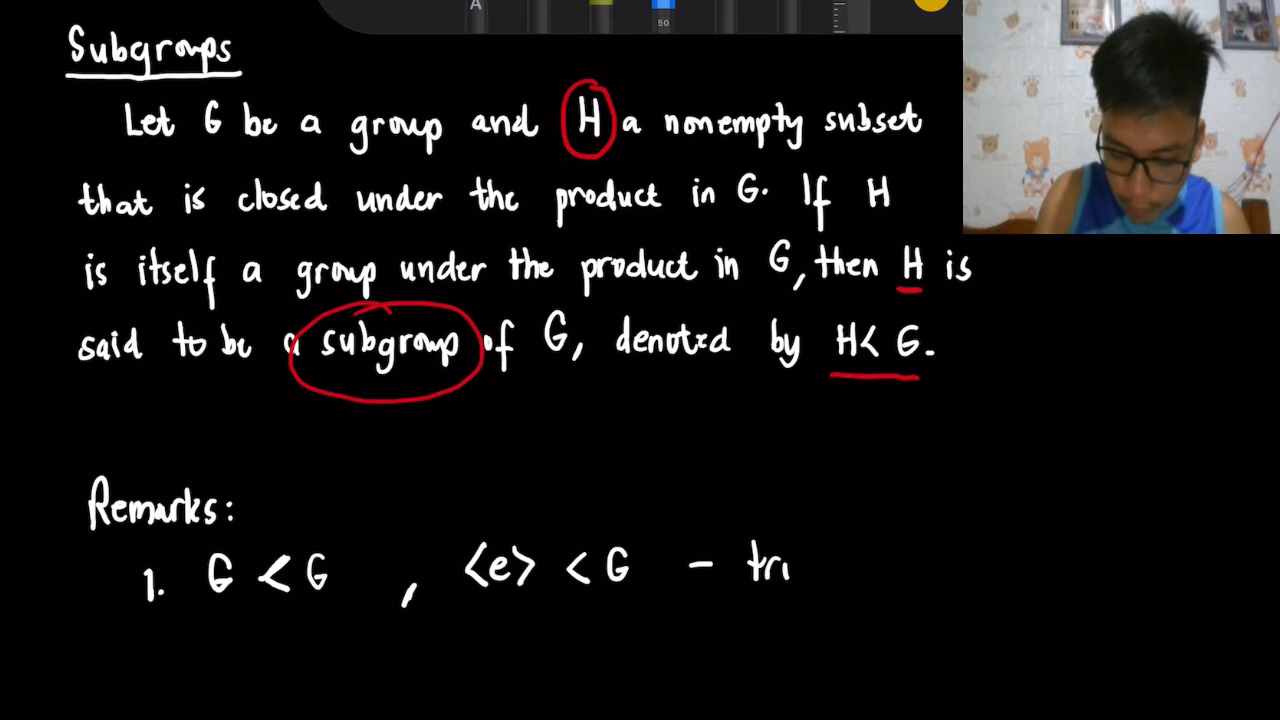 A
50
Subgroups
Let G be a group and H a nonempty subset
that is closed under the product in G. If H
is itself a group under the product in G, then H is
said to be a subgroup of G, denoted by H < G.
Remarks:
1. G < G , <e> < G - tri